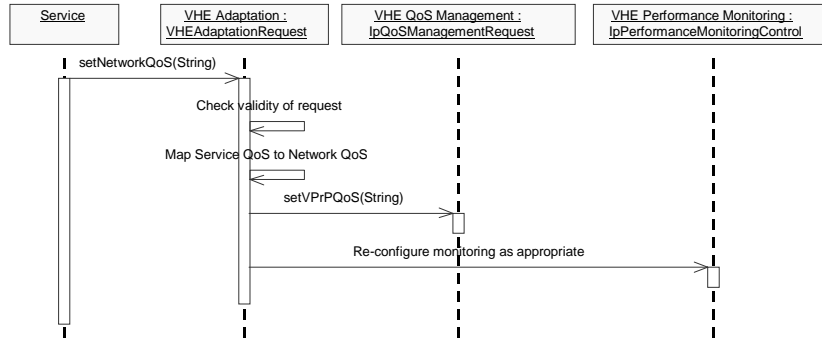 Service
VHE Adaptation :
VHEAdaptationRequest
VHE QoS Management :
IpQoSManagementRequest
VHE Performance Monitoring :
IpPerformanceMonitoringControl
setNetworkQoS(String)
Check validity of request
Map Service QoS to Network QoS
setVPrPQoS(String)
Re-configure monitoring as appropriate